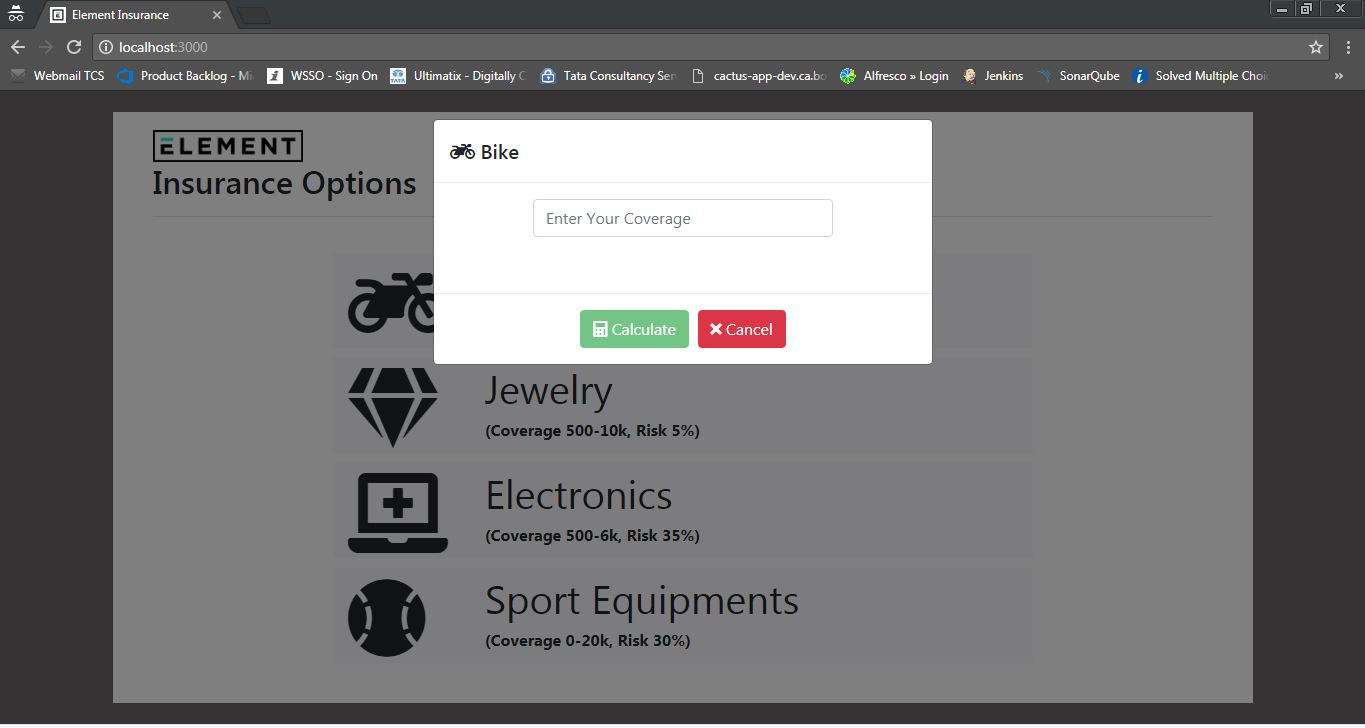 Element Insurance
localhost:3000
Webmail TCS
Product Backlog - Mi
WSSO - Sign On
Ultimatix - Digitally C
Tata Consultancy Ser
cactus-app-dev.ca.bo
Alfresco » Login
Jenkins
SonarQube
Solved Multiple Choi
»
ELEMENT
Insurance Options
Bike
Enter Your Coverage
Calculate
Cancel
Jewelry
(Coverage 500-10k, Risk 5%)
Electronics
(Coverage 500-6k, Risk 35%)
Sport Equipments
(Coverage 0-20k, Risk 30%)